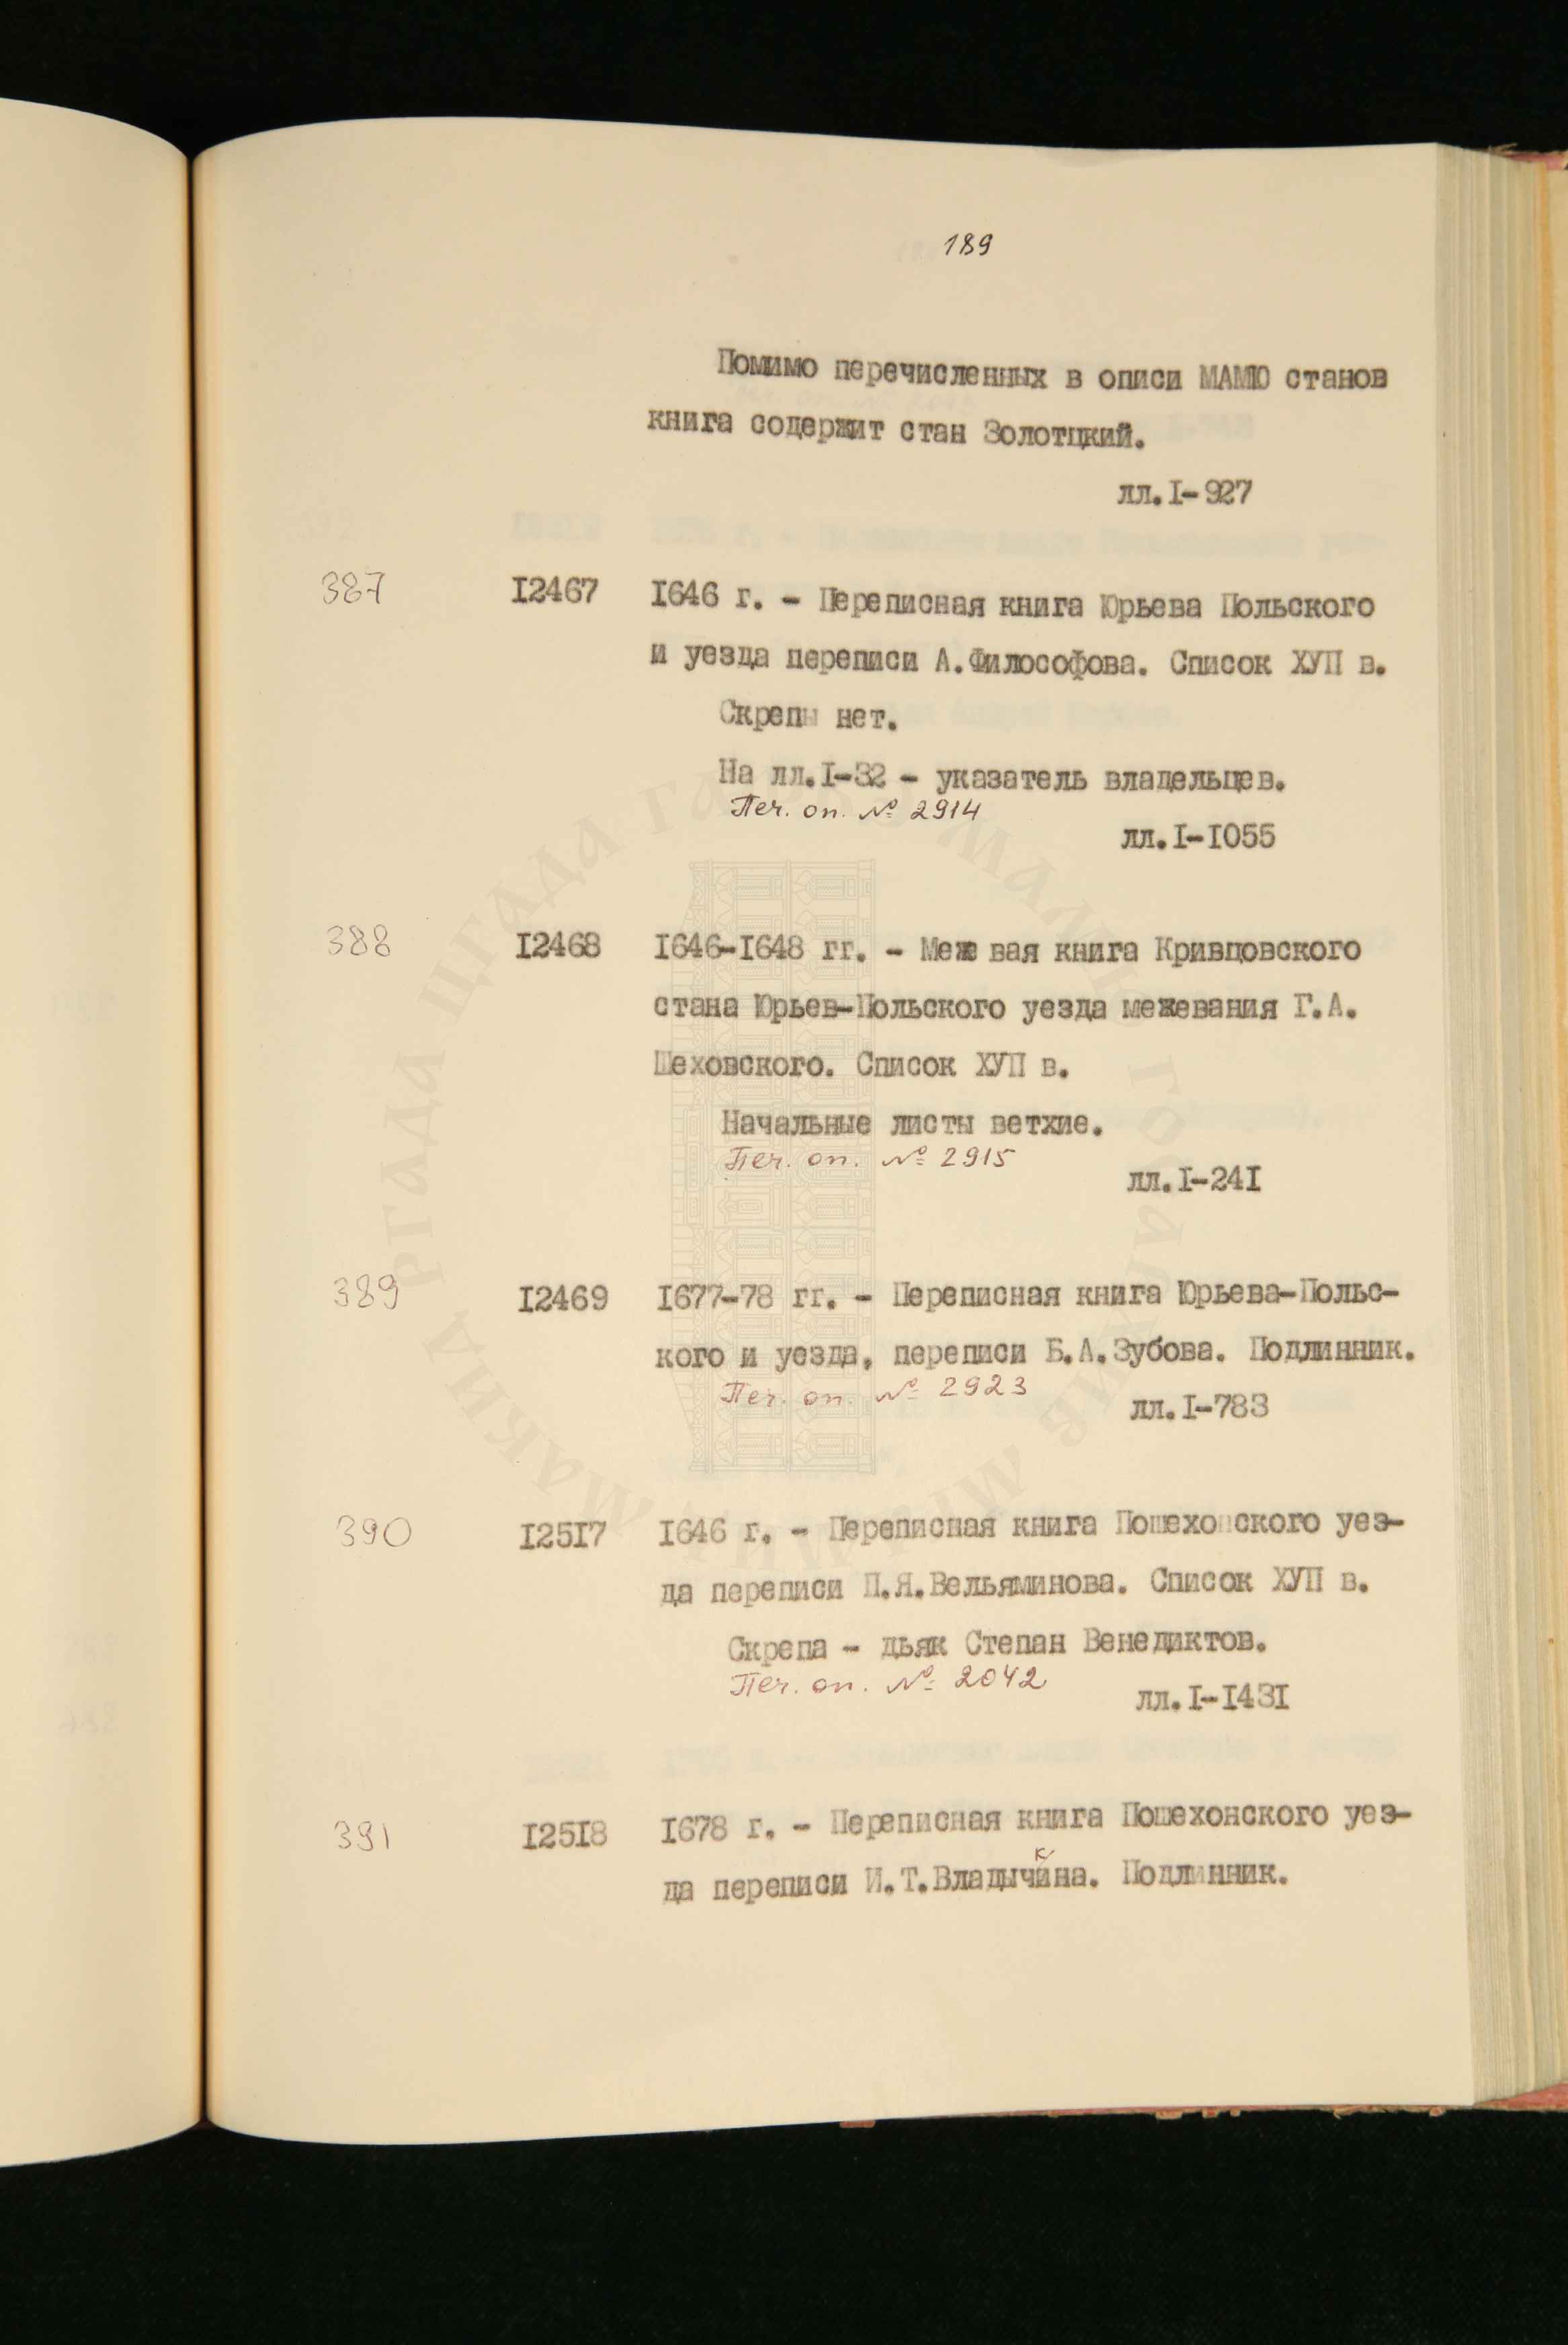 189
Помимо перечисленных в описи МАМЮ станов
книга содержит стан Золотцкий.
лл.I-927
387 I2467 I646 г. - Переписная книга Юрьева Польского
и уезда переписи А.Философова. Список ХУП в.
Скрепы нет.
На лл.I-32 - указатель владельцев.
Печ. оп. № 2914
лл.I-I055
388 I2468 I646-I648 гг. - Меж вая книга Кривцовского
стана Юрьев-Польского уезда межевания Г.А.
Шеховского. Список ХУП в.
Начальные листы ветхие.
Печ. оп. № 2915
лл.I-24I
389 I2469 I677-78 гг. - Переписная книга Юрьева-Польс-
кого и уезда, переписи Б.А.Зубова. Подлинник.
Печ. оп. № 2923
лл.I-783
390 I25I7 I646 г. - Переписная книга Пошехонского уез-
да переписи П.Я.Вельяминова. Список ХУП в.
Скрепа - дьяк Степан Венедиктов.
Печ. оп. № 2042
лл.I-I43I
391 I25I8 I678 г. - Переписная книга Пошехонского уез-
к
да переписи И.Т.Владычина. Подлинник.